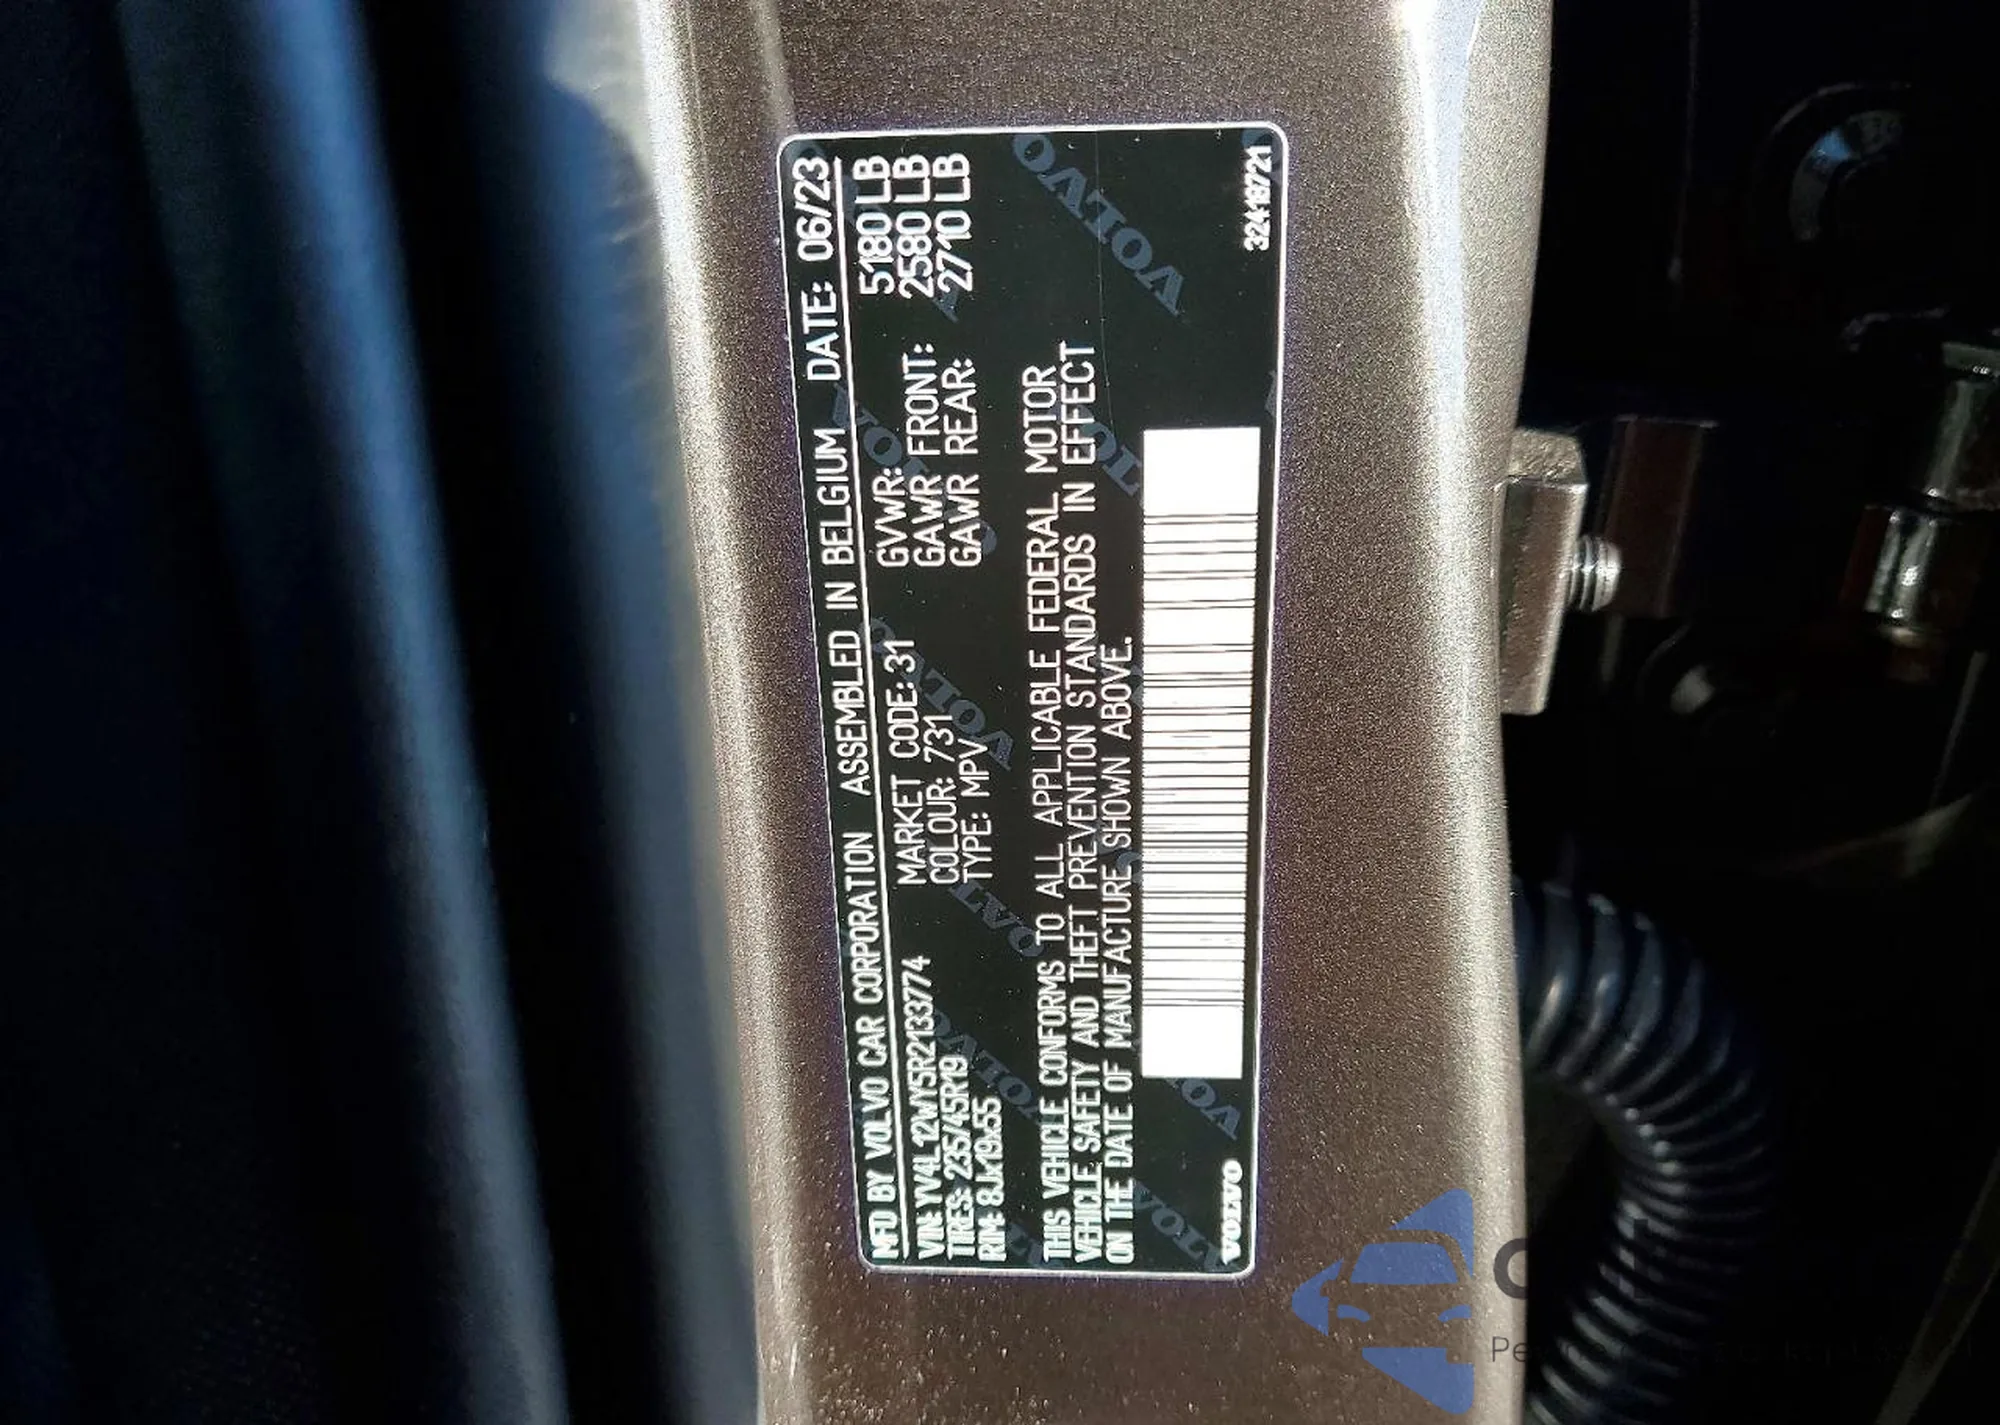 MFD BY VOLVO CAR CORPORATION ASSEMBLED IN BELGIUM DATE: 06/23
VIN: YV4L12WY5R2133774 MARKET CODE: 31 GVWR: 5180 LB
TIRES: 235/45R19 COLOUR: 731 GAWR FRONT: 2580 LB
RIM: 8Jx19x55 TYPE: MPV GAWR REAR: 2710 LB
THIS VEHICLE CONFORMS TO ALL APPLICABLE FEDERAL MOTOR
VEHICLE SAFETY AND THEFT PREVENTION STANDARDS IN EFFECT
ON THE DATE OF MANUFACTURE SHOWN ABOVE.
VOLVO 32419721